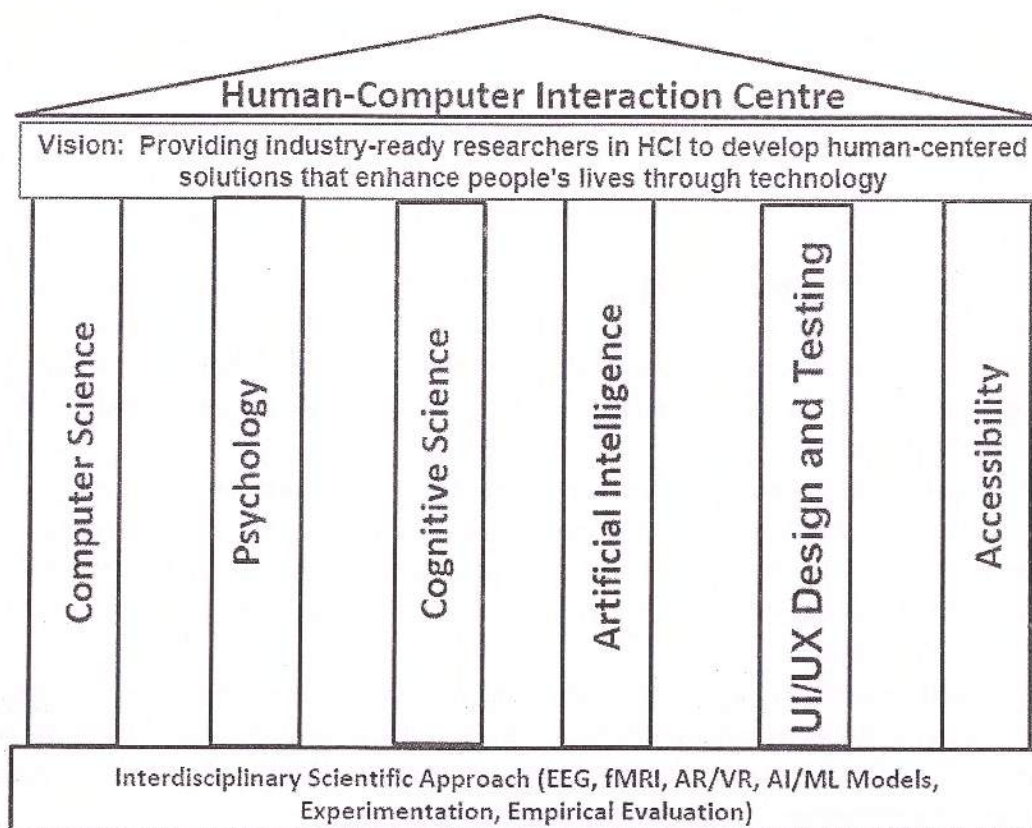 Human-Computer Interaction Centre
Vision: Providing industry-ready researchers in HCI to develop human-centered
solutions that enhance people's lives through technology
Computer Science
Psychology
Cognitive Science
Artificial Intelligence
UI/UX Design and Testing
Accessibility
Interdisciplinary Scientific Approach (EEG, fMRI, AR/VR, AI/ML Models,
Experimentation, Empirical Evaluation)